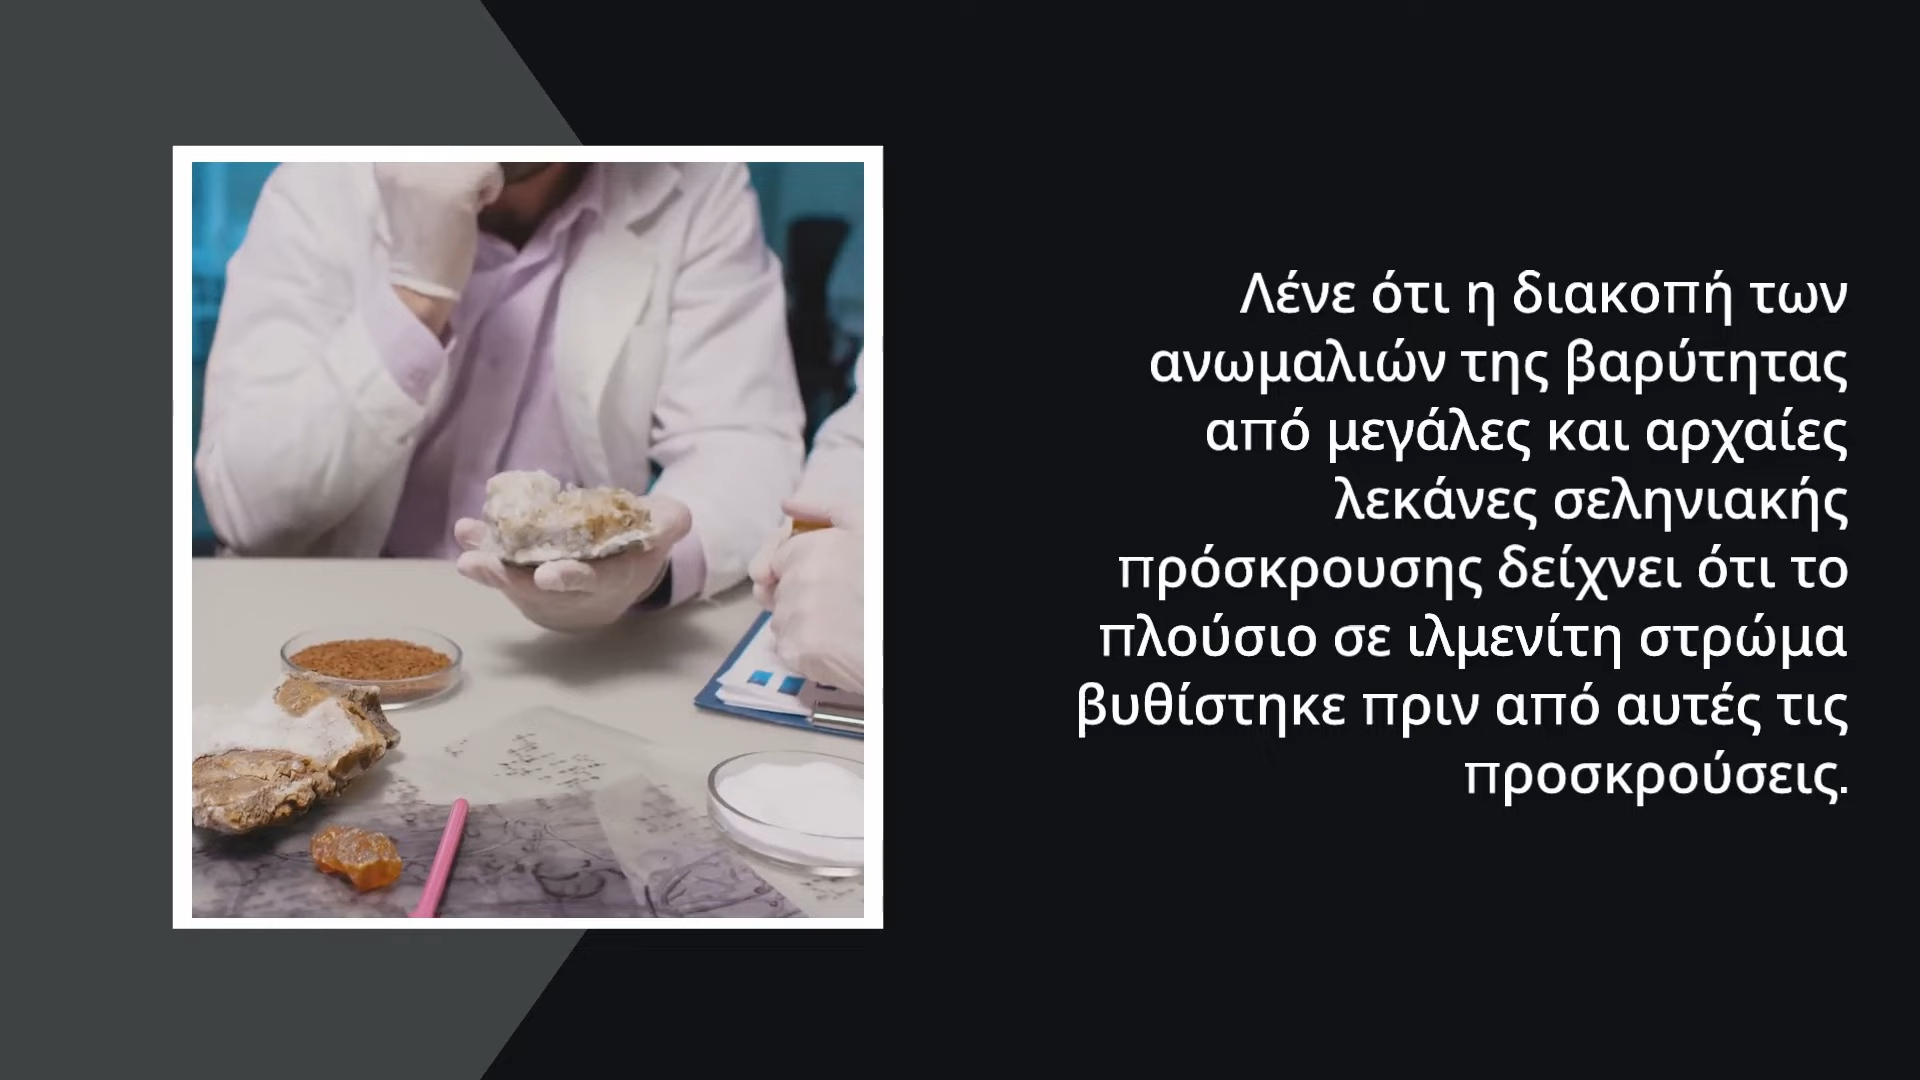 Λένε ότι η διακοπή των
ανωμαλιών της βαρύτητας
από μεγάλες και αρχαίες
λεκάνες σεληνιακής
πρόσκρουσης δείχνει ότι το
πλούσιο σε ιλμενίτη στρώμα
βυθίστηκε πριν από αυτές τις
προσκρούσεις.